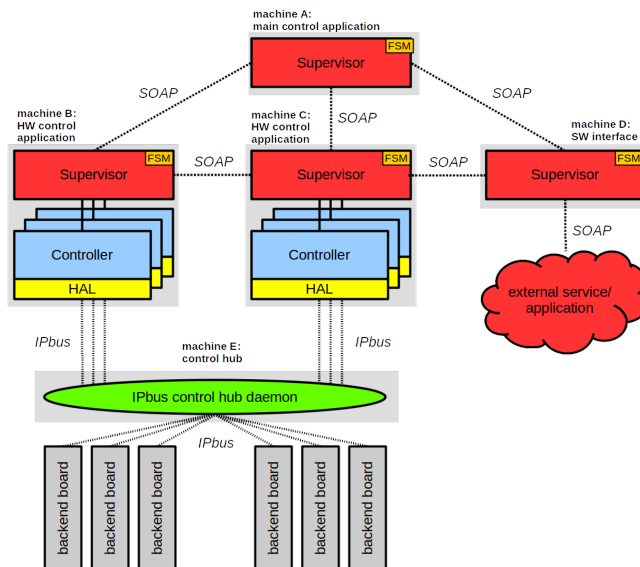 machine A:
main control application
FSM
Supervisor
SOAP
SOAP
SOAP
machine B:
HW control
application
machine C:
HW control
application
machine D:
SW interface
FSM
Supervisor
SOAP
FSM
Supervisor
SOAP
FSM
Supervisor
SOAP
Controller
HAL
Controller
HAL
external service/
application
IPbus
IPbus
machine E:
control hub
IPbus control hub daemon
IPbus
backend board
backend board
backend board
backend board
backend board
backend board